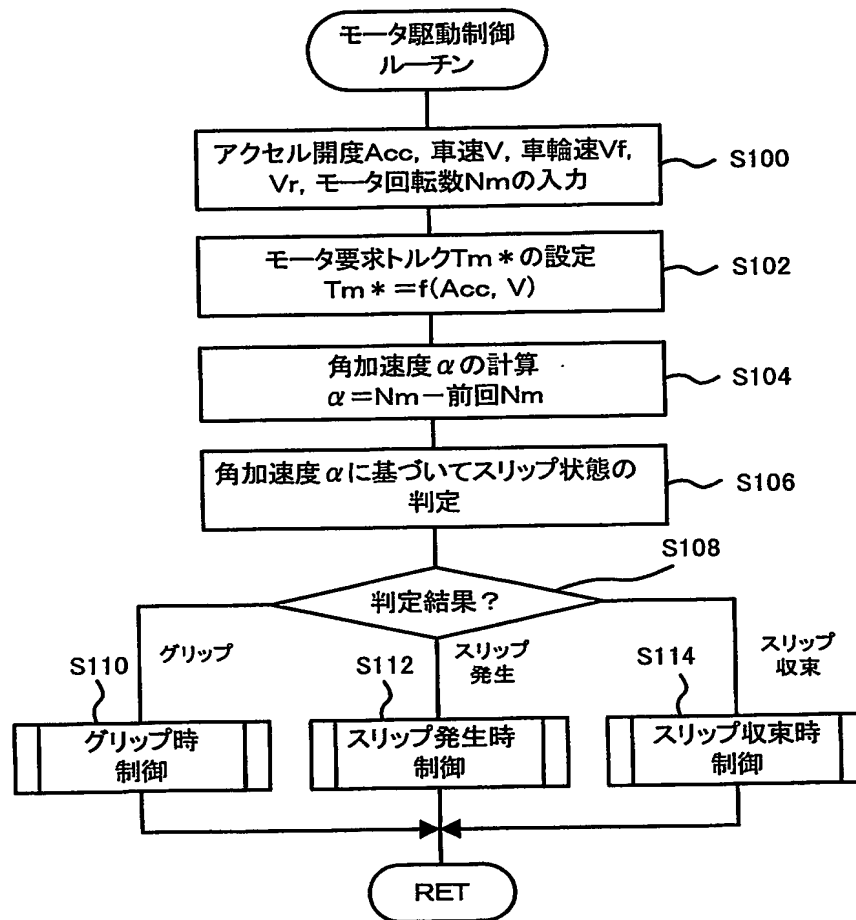 モータ駆動制御
ルーチン
アクセル開度Acc, 車速V, 車輪速Vf,
Vr, モータ回転数Nmの入力
S100
モータ要求トルクTm*の設定
Tm*=f(Acc, V)
S102
角加速度αの計算
α=Nm−前回Nm
S104
角加速度αに基づいてスリップ状態の
判定
S106
S108
判定結果?
グリップ
スリップ
発生
スリップ
収束
S110
S112
S114
グリップ時
制御
スリップ発生時
制御
スリップ収束時
制御
RET